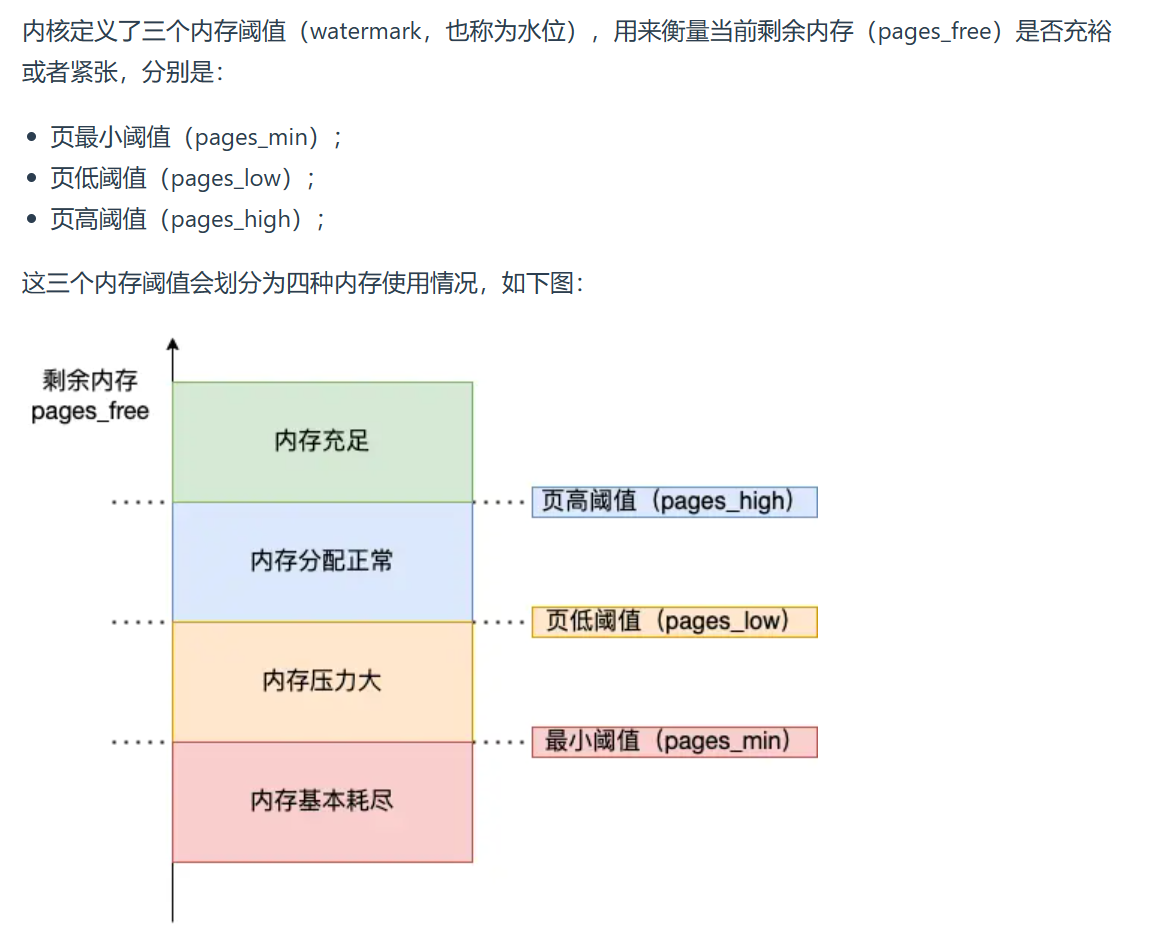 内核定义了三个内存阈值（watermark，也称为水位），用来衡量当前剩余内存（pages_free）是否充裕
或者紧张，分别是：
• 页最小阈值（pages_min）；
• 页低阈值（pages_low）；
• 页高阈值（pages_high）；
这三个内存阈值会划分为四种内存使用情况，如下图：
剩余内存
pages_free
内存充足
页高阈值（pages_high）
内存分配正常
页低阈值（pages_low）
内存压力大
最小阈值（pages_min）
内存基本耗尽